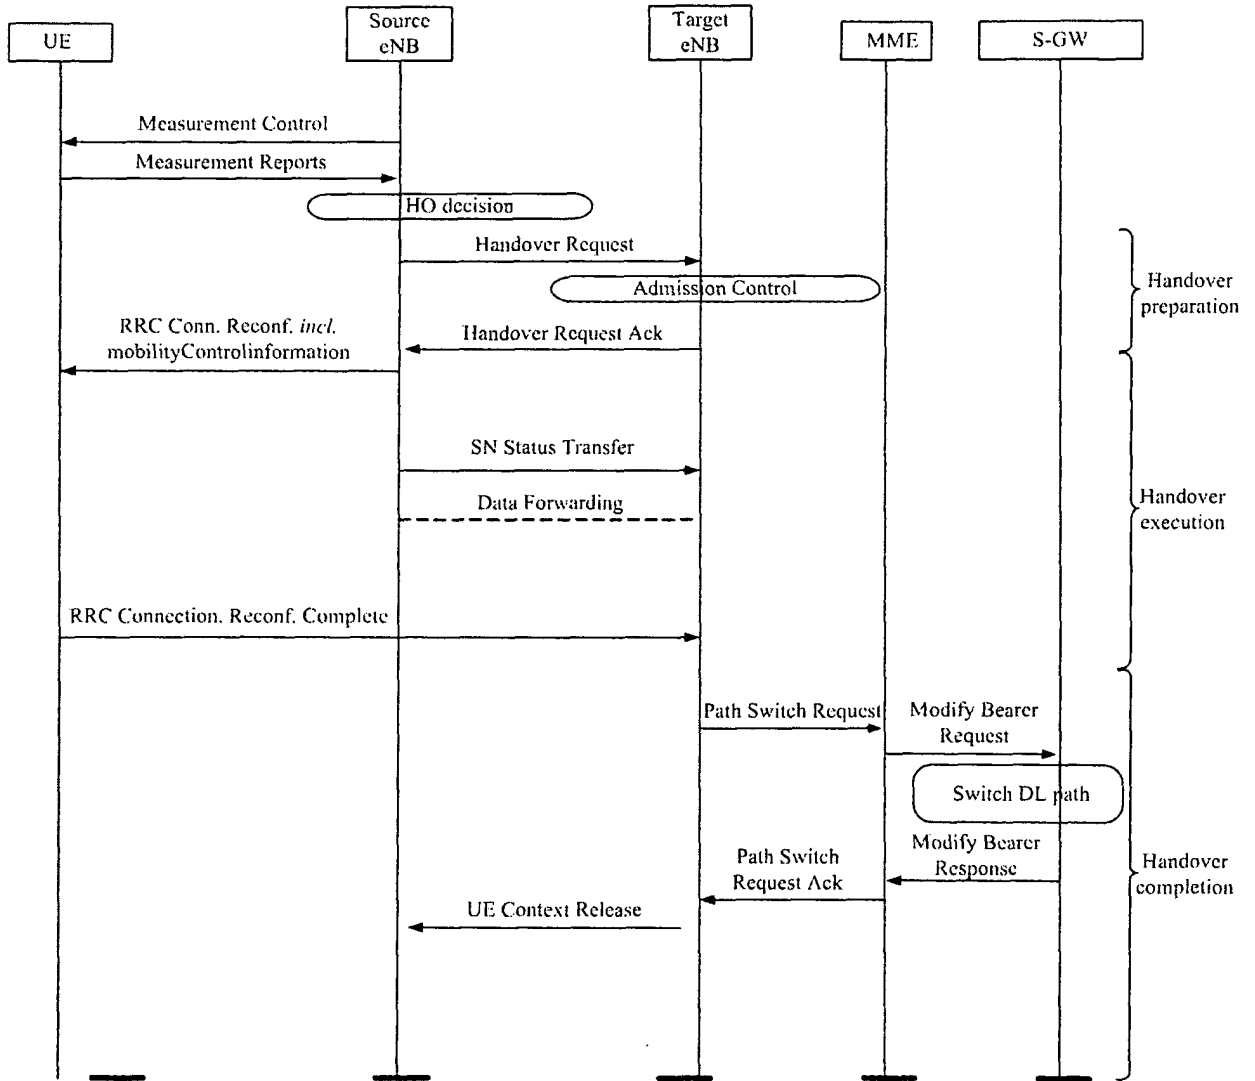 UE
Source
eNB
Target
eNB
MME
S-GW
Measurement Control
Measurement Reports
HO decision
Handover Request
Admission Control
Handover
preparation
RRC Conn. Reconf. incl.
mobilityControlinformation
Handover Request Ack
SN Status Transfer
Data Forwarding
Handover
execution
RRC Connection. Reconf. Complete
Path Switch Request
Modify Bearer
Request
Switch DL path
Modify Bearer
Response
Path Switch
Request Ack
Handover
completion
UE Context Release